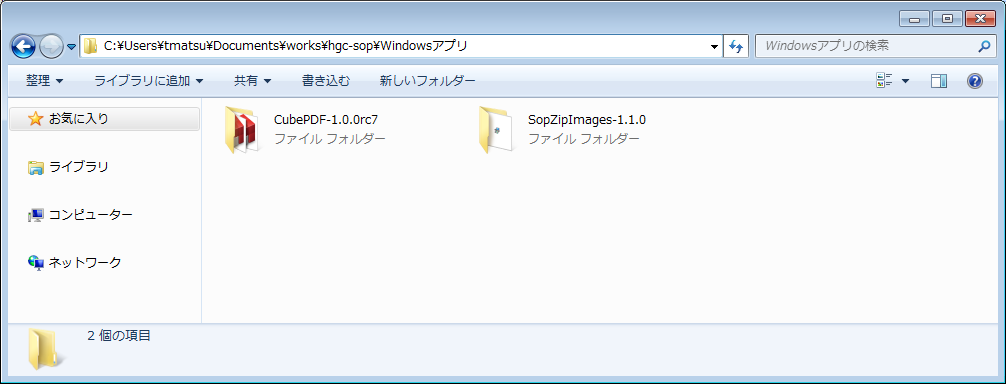 C:¥Users¥tmatsu¥Documents¥works¥hgc-sop¥Windowsアプリ
Windowsアプリの検索
整理 ライブラリに追加 共有 書き込む 新しいフォルダー
お気に入り
ライブラリ
コンピューター
ネットワーク
CubePDF-1.0.0rc7
ファイル フォルダー
SopZipImages-1.1.0
ファイル フォルダー
2 個の項目